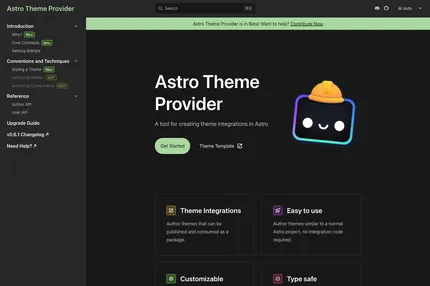 Astro Theme Provider
Search
Auto
Astro Theme Provider is in Beta! Want to help? Contribute Now
Introduction
Why? New
Core Concepts New
Getting Started
Conventions and Techniques
Styling a Theme New
Authoring Models WIP
Authoring Components WIP
Reference
Author API
User API
Upgrade Guide
v0.6.1 Changelog ↗
Need Help? ↗
Astro Theme
Provider
A tool for creating theme integrations in Astro
Get Started
Theme Template
Theme Integrations
Author themes that can be
published and consumed as a
package.
Easy to use
Author themes similar to a normal
Astro project, no integration code
required.
Customizable
Type safe